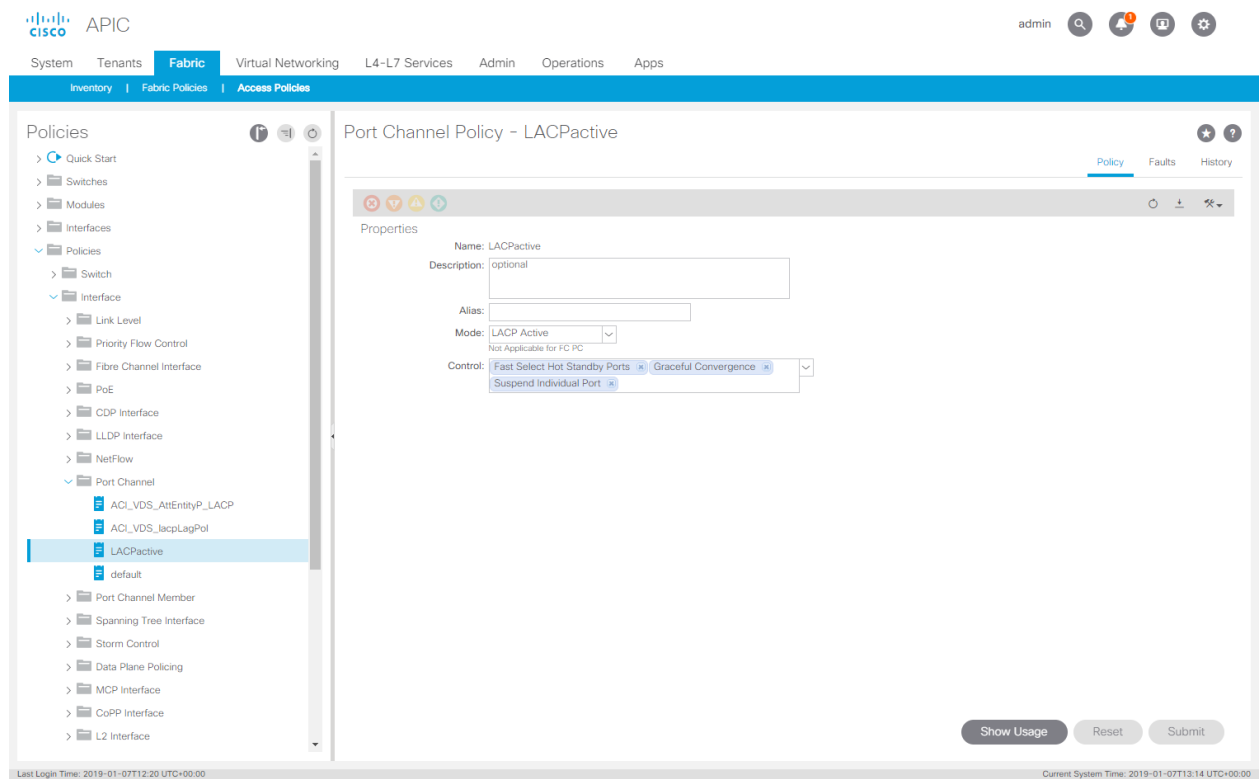 CISCO
APIC
admin
1
System Tenants Fabric Virtual Networking L4-L7 Services Admin Operations Apps
Inventory | Fabric Policies | Access Policies
Policies
Quick Start
Switches
Modules
Interfaces
Policies
Switch
Interface
Link Level
Priority Flow Control
Fibre Channel Interface
PoE
CDP Interface
LLDP Interface
NetFlow
Port Channel
ACI_VDS_AttEntityP_LACP
ACI_VDS_lacpLagPol
LACPactive
default
Port Channel Member
Spanning Tree Interface
Storm Control
Data Plane Policing
MCP Interface
CoPP Interface
L2 Interface
Port Channel Policy - LACPactive
Policy Faults History
Properties
Name: LACPactive
Description: optional
Alias:
Mode: LACP Active
Not Applicable for FC PC
Control: Fast Select Hot Standby Ports Graceful Convergence
Suspend Individual Port
Show Usage Reset Submit
Last Login Time: 2019-01-07T12:20 UTC+00:00
Current System Time: 2019-01-07T13:14 UTC+00:00